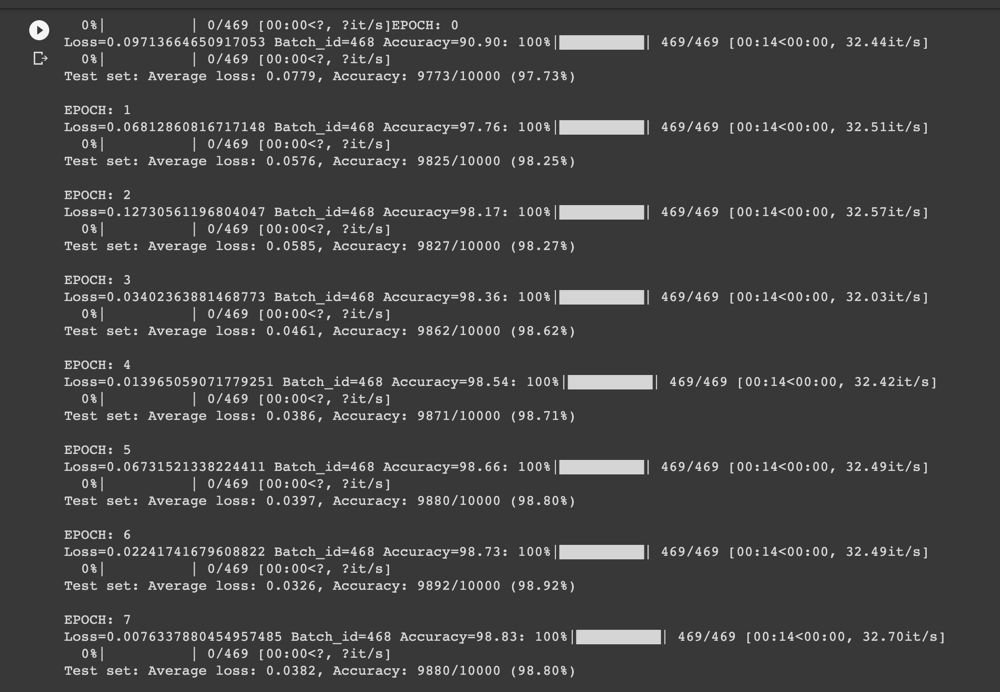 0%|          | 0/469 [00:00<?, ?it/s]EPOCH: 0
Loss=0.09713664650917053 Batch_id=468 Accuracy=90.90: 100%|██████████| 469/469 [00:14<00:00, 32.44it/s]
0%|          | 0/469 [00:00<?, ?it/s]
Test set: Average loss: 0.0779, Accuracy: 9773/10000 (97.73%)
EPOCH: 1
Loss=0.06812860816717148 Batch_id=468 Accuracy=97.76: 100%|██████████| 469/469 [00:14<00:00, 32.51it/s]
0%|          | 0/469 [00:00<?, ?it/s]
Test set: Average loss: 0.0576, Accuracy: 9825/10000 (98.25%)
EPOCH: 2
Loss=0.12730561196804047 Batch_id=468 Accuracy=98.17: 100%|██████████| 469/469 [00:14<00:00, 32.57it/s]
0%|          | 0/469 [00:00<?, ?it/s]
Test set: Average loss: 0.0585, Accuracy: 9827/10000 (98.27%)
EPOCH: 3
Loss=0.03402363881468773 Batch_id=468 Accuracy=98.36: 100%|██████████| 469/469 [00:14<00:00, 32.03it/s]
0%|          | 0/469 [00:00<?, ?it/s]
Test set: Average loss: 0.0461, Accuracy: 9862/10000 (98.62%)
EPOCH: 4
Loss=0.013965059071779251 Batch_id=468 Accuracy=98.54: 100%|██████████| 469/469 [00:14<00:00, 32.42it/s]
0%|          | 0/469 [00:00<?, ?it/s]
Test set: Average loss: 0.0386, Accuracy: 9871/10000 (98.71%)
EPOCH: 5
Loss=0.06731521338224411 Batch_id=468 Accuracy=98.66: 100%|██████████| 469/469 [00:14<00:00, 32.49it/s]
0%|          | 0/469 [00:00<?, ?it/s]
Test set: Average loss: 0.0397, Accuracy: 9880/10000 (98.80%)
EPOCH: 6
Loss=0.02241741679608822 Batch_id=468 Accuracy=98.73: 100%|██████████| 469/469 [00:14<00:00, 32.49it/s]
0%|          | 0/469 [00:00<?, ?it/s]
Test set: Average loss: 0.0326, Accuracy: 9892/10000 (98.92%)
EPOCH: 7
Loss=0.0076337880454957485 Batch_id=468 Accuracy=98.83: 100%|██████████| 469/469 [00:14<00:00, 32.70it/s]
0%|          | 0/469 [00:00<?, ?it/s]
Test set: Average loss: 0.0382, Accuracy: 9880/10000 (98.80%)